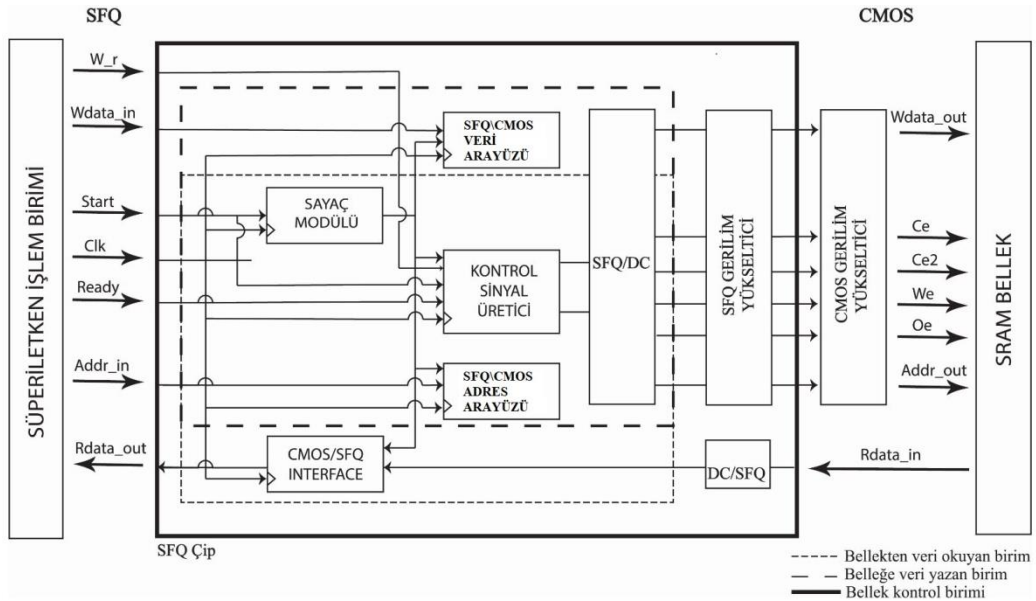 SFQ
CMOS
SÜPERİLETKEN İŞLEM BİRİMİ
W_r
Wdata_in
Start
Clk
Ready
Addr_in
Rdata_out
SFQ\CMOS
VERİ
ARAYÜZÜ
SAYAÇ
MODÜLÜ
KONTROL
SİNYAL
ÜRETİCİ
SFQ\CMOS
ADRES
ARAYÜZÜ
CMOS/SFQ
INTERFACE
SFQ/DC
SFQ GERİLİM
YÜKSELTİCİ
DC/SFQ
CMOS GERİLİM
YÜKSELTİCİ
Wdata_out
Ce
Ce2
We
Oe
Addr_out
Rdata_in
SRAM BELLEK
SFQ Çip
Bellekten veri okuyan birim
Belleğe veri yazan birim
Bellek kontrol birimi